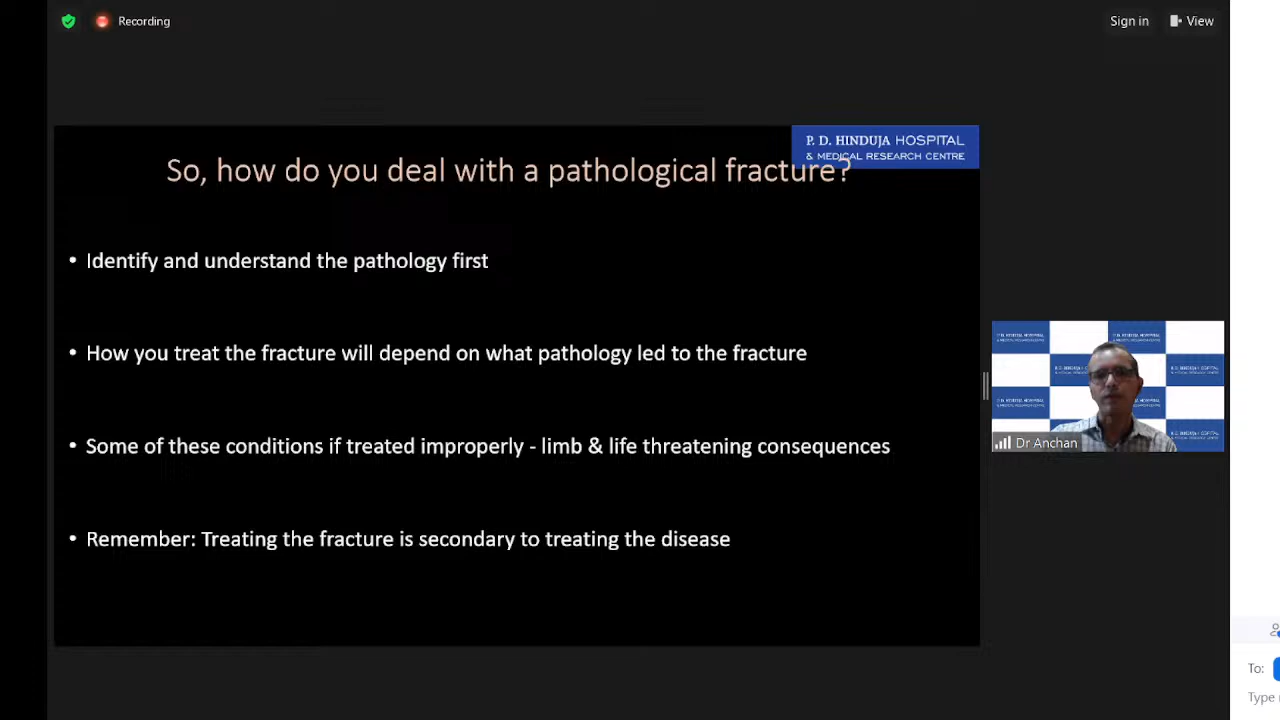 Recording
Sign in
View
P. D. HINDUJA HOSPITAL
& MEDICAL RESEARCH CENTRE
So, how do you deal with a pathological fracture?
• Identify and understand the pathology first
• How you treat the fracture will depend on what pathology led to the fracture
• Some of these conditions if treated improperly - limb & life threatening consequences
• Remember: Treating the fracture is secondary to treating the disease
Dr Anchan
To:
Type